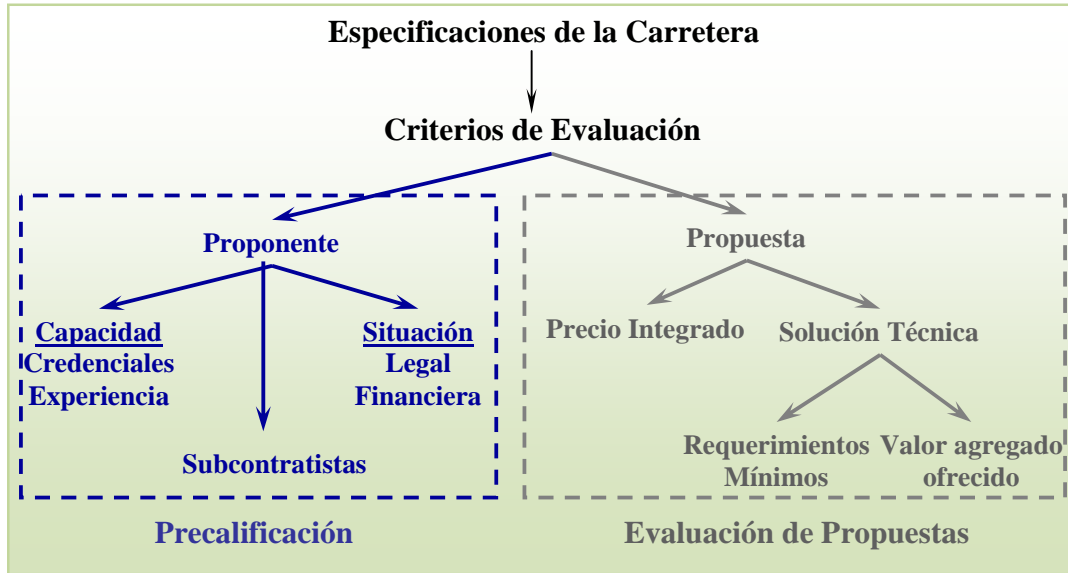 Especificaciones de la Carretera
Criterios de Evaluación
Proponente
Capacidad
Credenciales
Experiencia
Situación
Legal
Financiera
Subcontratistas
Precalificación
Propuesta
Precio Integrado
Solución Técnica
Requerimientos
Mínimos
Valor agregado
ofrecido
Evaluación de Propuestas